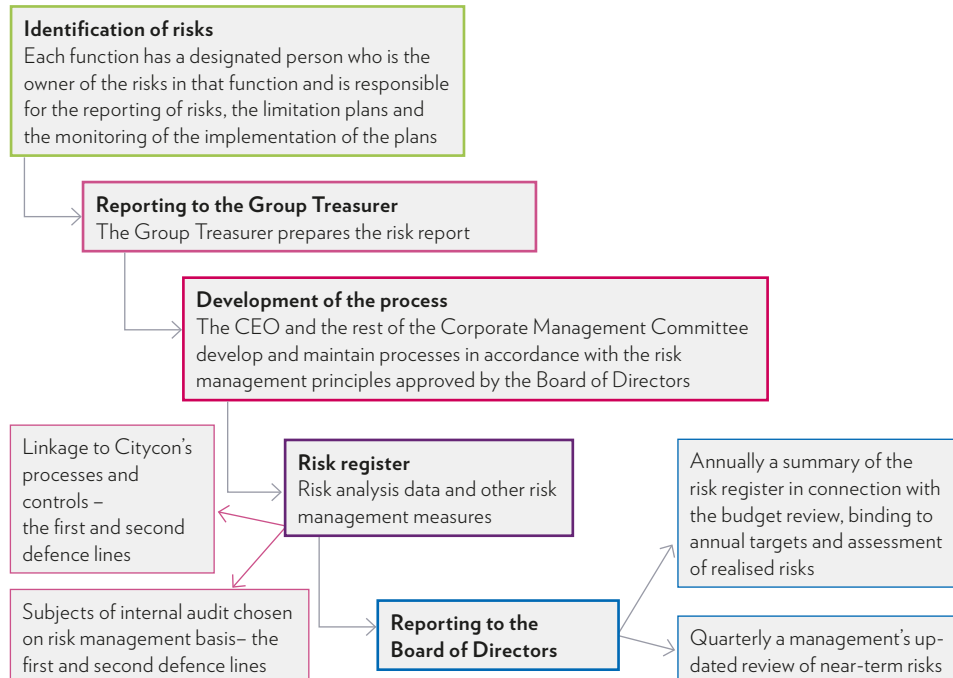 Identification of risks
Each function has a designated person who is the
owner of the risks in that function and is responsible
for the reporting of risks, the limitation plans and
the monitoring of the implementation of the plans
Reporting to the Group Treasurer
The Group Treasurer prepares the risk report
Development of the process
The CEO and the rest of the Corporate Management Committee
develop and maintain processes in accordance with the risk
management principles approved by the Board of Directors
Linkage to Citycon's
processes and
controls –
the first and second
defence lines
Risk register
Risk analysis data and other risk
management measures
Annually a summary of the
risk register in connection with
the budget review, binding to
annual targets and assessment
of realised risks
Subjects of internal audit chosen
on risk management basis– the
first and second defence lines
Reporting to the
Board of Directors
Quarterly a management's up-
dated review of near-term risks